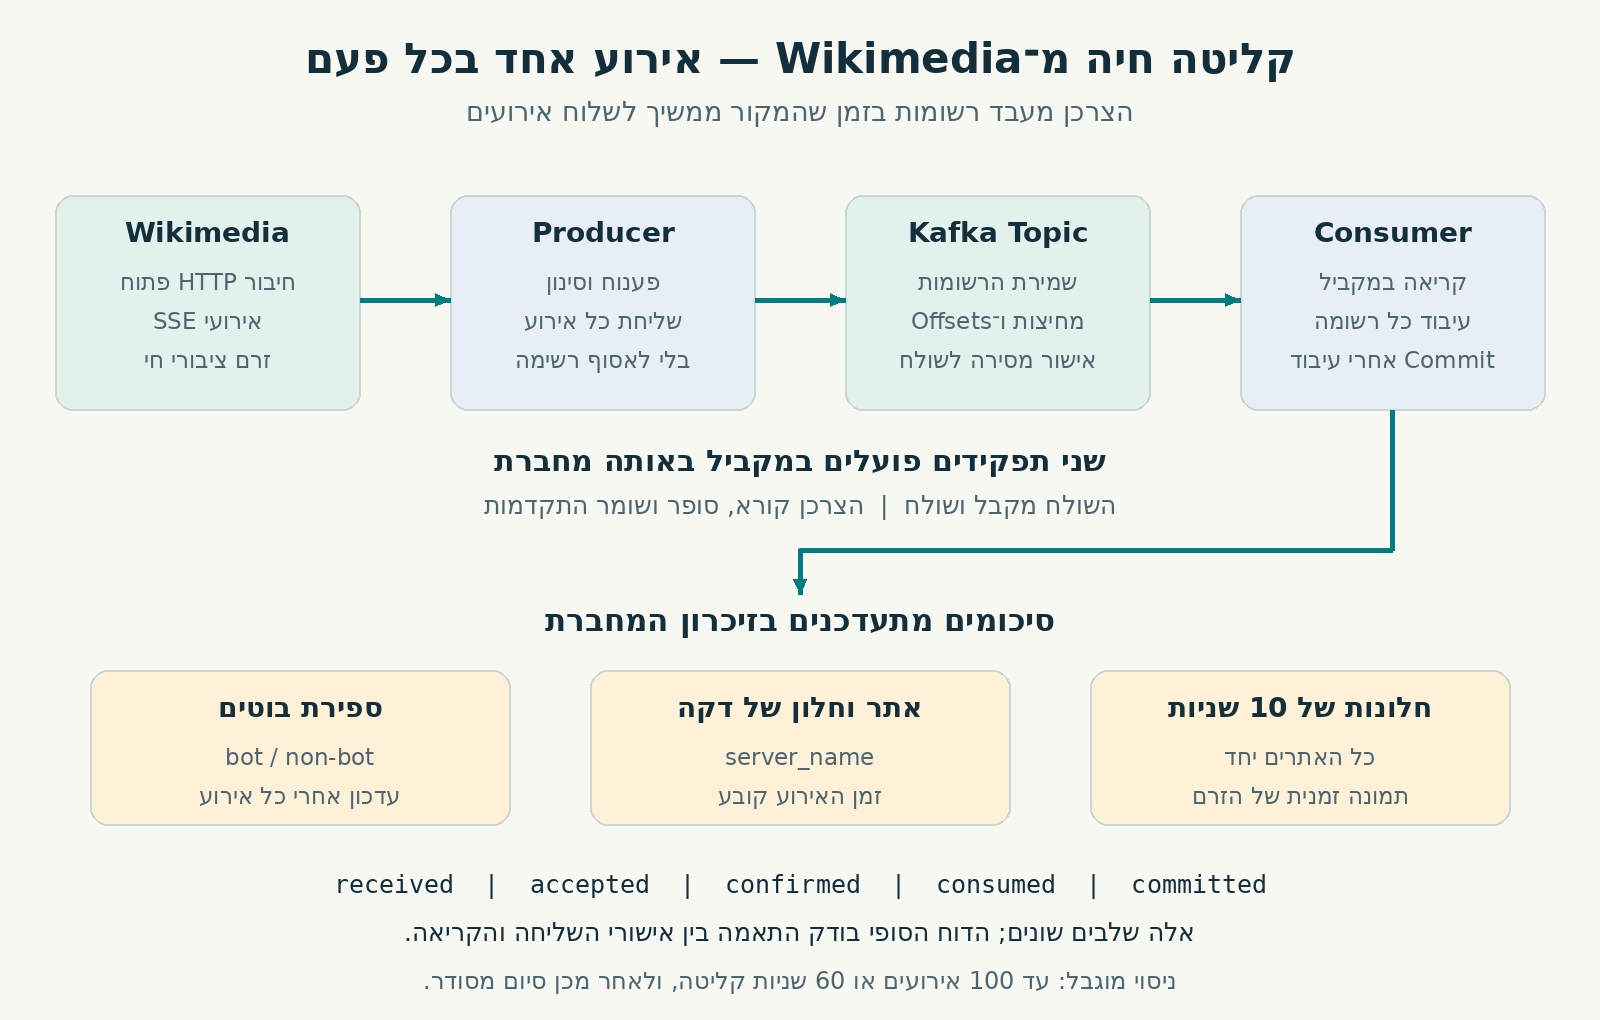 קליטה חיה מ־Wikimedia — אירוע אחד בכל פעם
הצרכן מעבד רשומות בזמן שהמקור ממשיך לשלוח אירועים
Wikimedia
חיבור HTTP פתוח
אירועי SSE
זרם ציבורי חי
Producer
פענוח וסינון
שליחת כל אירוע
בלי לאסוף רשימה
Kafka Topic
שמירת הרשומות
מחיצות ו־Offsets
אישור מסירה לשולח
Consumer
קריאה במקביל
עיבוד כל רשומה
Commit אחרי עיבוד
שני תפקידים פועלים במקביל באותה מחברת
השולח מקבל ושולח | הצרכן קורא, סופר ושומר התקדמות
סיכומים מתעדכנים בזיכרון המחברת
ספירת בוטים
bot / non-bot
עדכון אחרי כל אירוע
אתר וחלון של דקה
server_name
זמן האירוע קובע
חלונות של 10 שניות
כל האתרים יחד
תמונה זמנית של הזרם
received | accepted | confirmed | consumed | committed
אלה שלבים שונים; הדוח הסופי בודק התאמה בין אישורי השליחה והקריאה.
ניסוי מוגבל: עד 100 אירועים או 60 שניות קליטה, ולאחר מכן סיום מסודר.